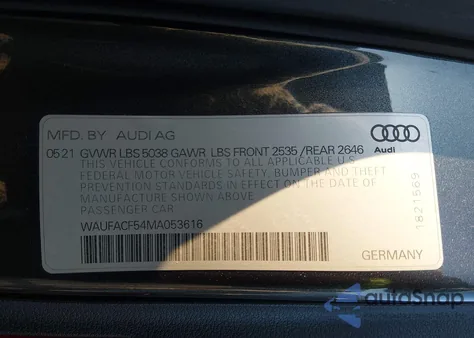 MFD. BY AUDI AG
05 21 GVWR LBS 5038 GAWR LBS FRONT 2535 /REAR 2646
THIS VEHICLE CONFORMS TO ALL APPLICABLE U.S.
FEDERAL MOTOR VEHICLE SAFETY, BUMPER AND THEFT
PREVENTION STANDARDS IN EFFECT ON THE DATE OF
MANUFACTURE SHOWN ABOVE.
PASSENGER CAR
WAUFACF54MA053616
Audi
1921569
GERMANY
autoSnap